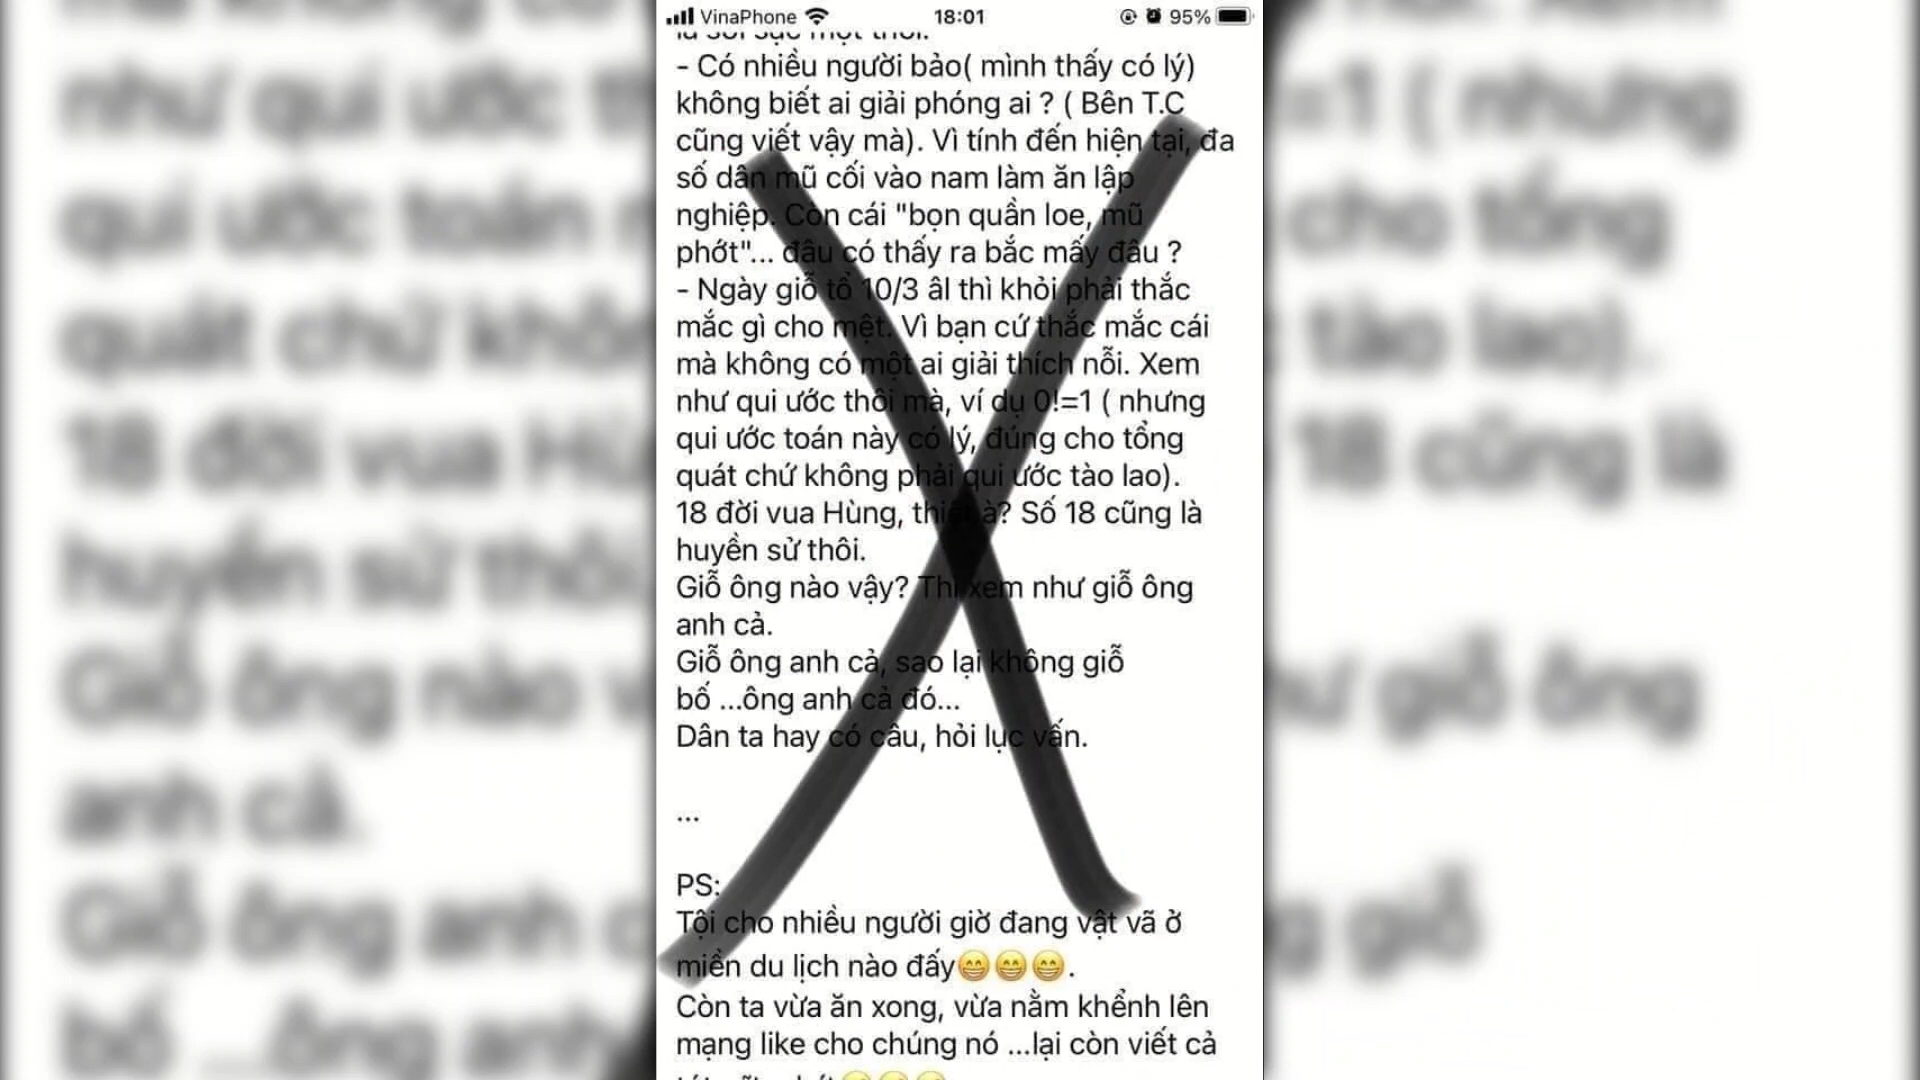 VinaPhone 18:01 95%
là sôi sục một thôi.
- Có nhiều người bảo( mình thấy có lý)
không biết ai giải phóng ai ? ( Bên T.C
cũng viết vậy mà). Vì tính đến hiện tại, đa
số dân mũ cối vào nam làm ăn lập
nghiệp. Còn cái "bọn quần loe, mũ
phớt"... đâu có thấy ra bắc mấy đâu ?
- Ngày giỗ tổ 10/3 âl thì khỏi phải thắc
mắc gì cho mệt. Vì bạn cứ thắc mắc cái
mà không có một ai giải thích nỗi. Xem
như qui ước thôi mà, ví dụ 0!=1 ( nhưng
qui ước toán này có lý, đúng cho tổng
quát chứ không phải qui ước tào lao).
18 đời vua Hùng, thiệt à? Số 18 cũng là
huyền sử thôi.
Giỗ ông nào vậy? Thì xem như giỗ ông
anh cả.
Giỗ ông anh cả, sao lại không giỗ
bố ...ông anh cả đó...
Dân ta hay có câu, hỏi lục vấn.
...
PS:
Tội cho nhiều người giờ đang vật vã ở
miền du lịch nào đấy😁😁😁.
Còn ta vừa ăn xong, vừa nằm khểnh lên
mạng like cho chúng nó ...lại còn viết cả